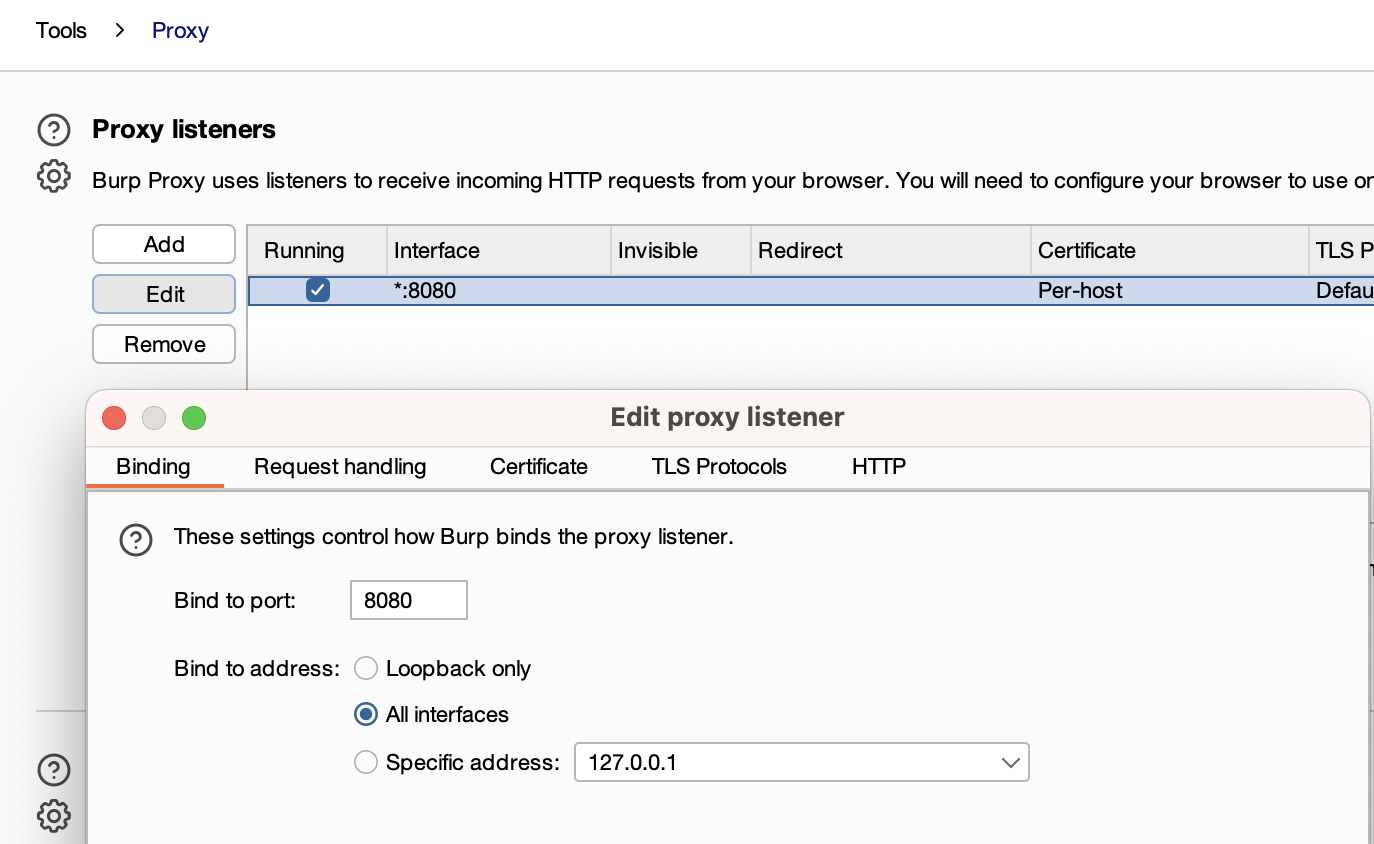 Tools > Proxy
Proxy listeners
Burp Proxy uses listeners to receive incoming HTTP requests from your browser. You will need to configure your browser to use
Add
Edit
Remove
Running Interface Invisible Redirect Certificate TLS P
*:8080 Per-host Defau
Edit proxy listener
Binding Request handling Certificate TLS Protocols HTTP
These settings control how Burp binds the proxy listener.
Bind to port: 8080
Bind to address: Loopback only
All interfaces
Specific address: 127.0.0.1